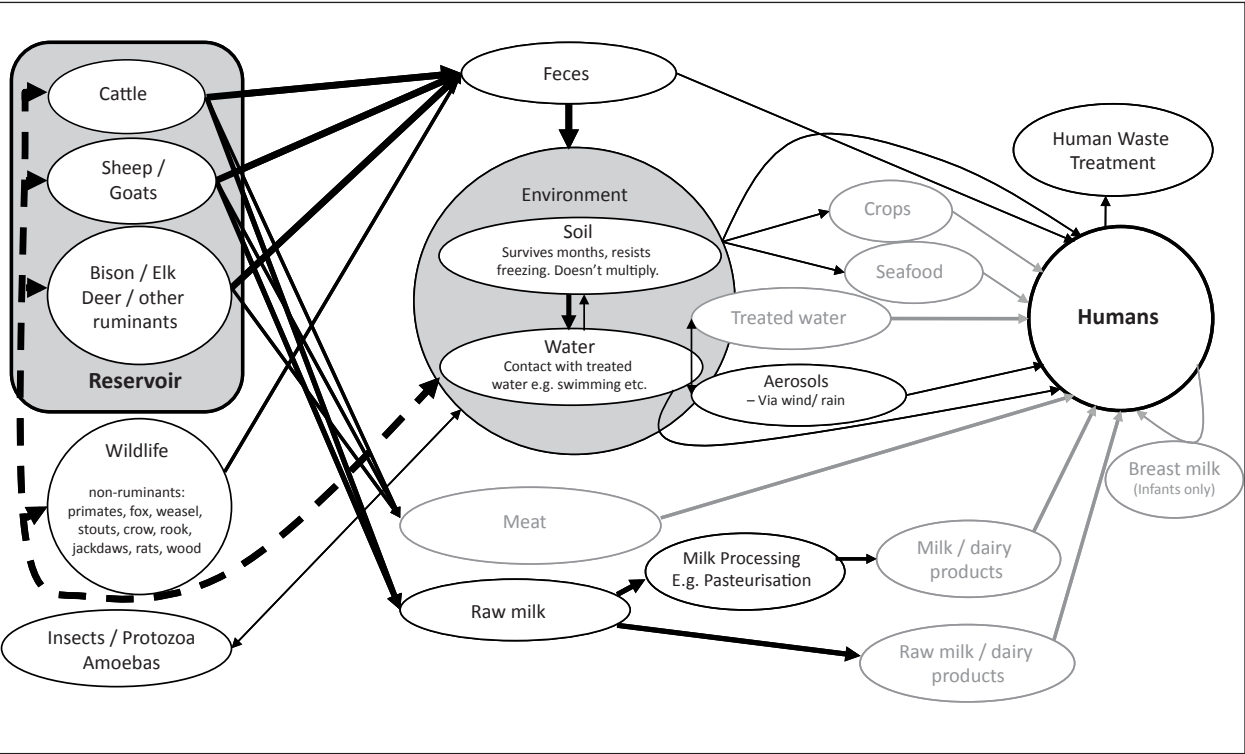 Cattle
Sheep /
Goats
Bison / Elk
Deer / other
ruminants
Reservoir
Wildlife
non-ruminants:
primates, fox, weasel,
stouts, crow, rook,
jackdaws, rats, wood
Insects / Protozoa
Amoebas
Feces
Environment
Soil
Survives months, resists
freezing. Doesn't multiply.
Water
Contact with treated
water e.g. swimming etc.
Meat
Raw milk
Milk Processing
E.g. Pasteurisation
Crops
Seafood
Treated water
Aerosols
– Via wind/ rain
Milk / dairy
products
Raw milk / dairy
products
Human Waste
Treatment
Humans
Breast milk
(Infants only)